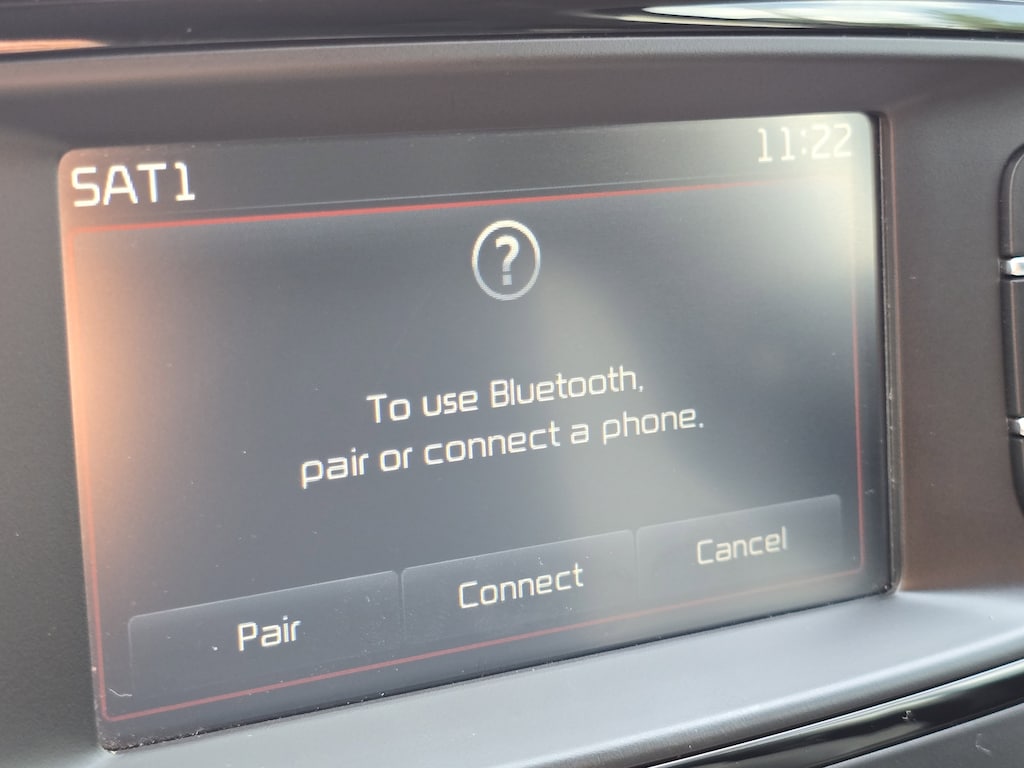 SAT1 11:22
?
To use Bluetooth,
pair or connect a phone.
Pair Connect Cancel